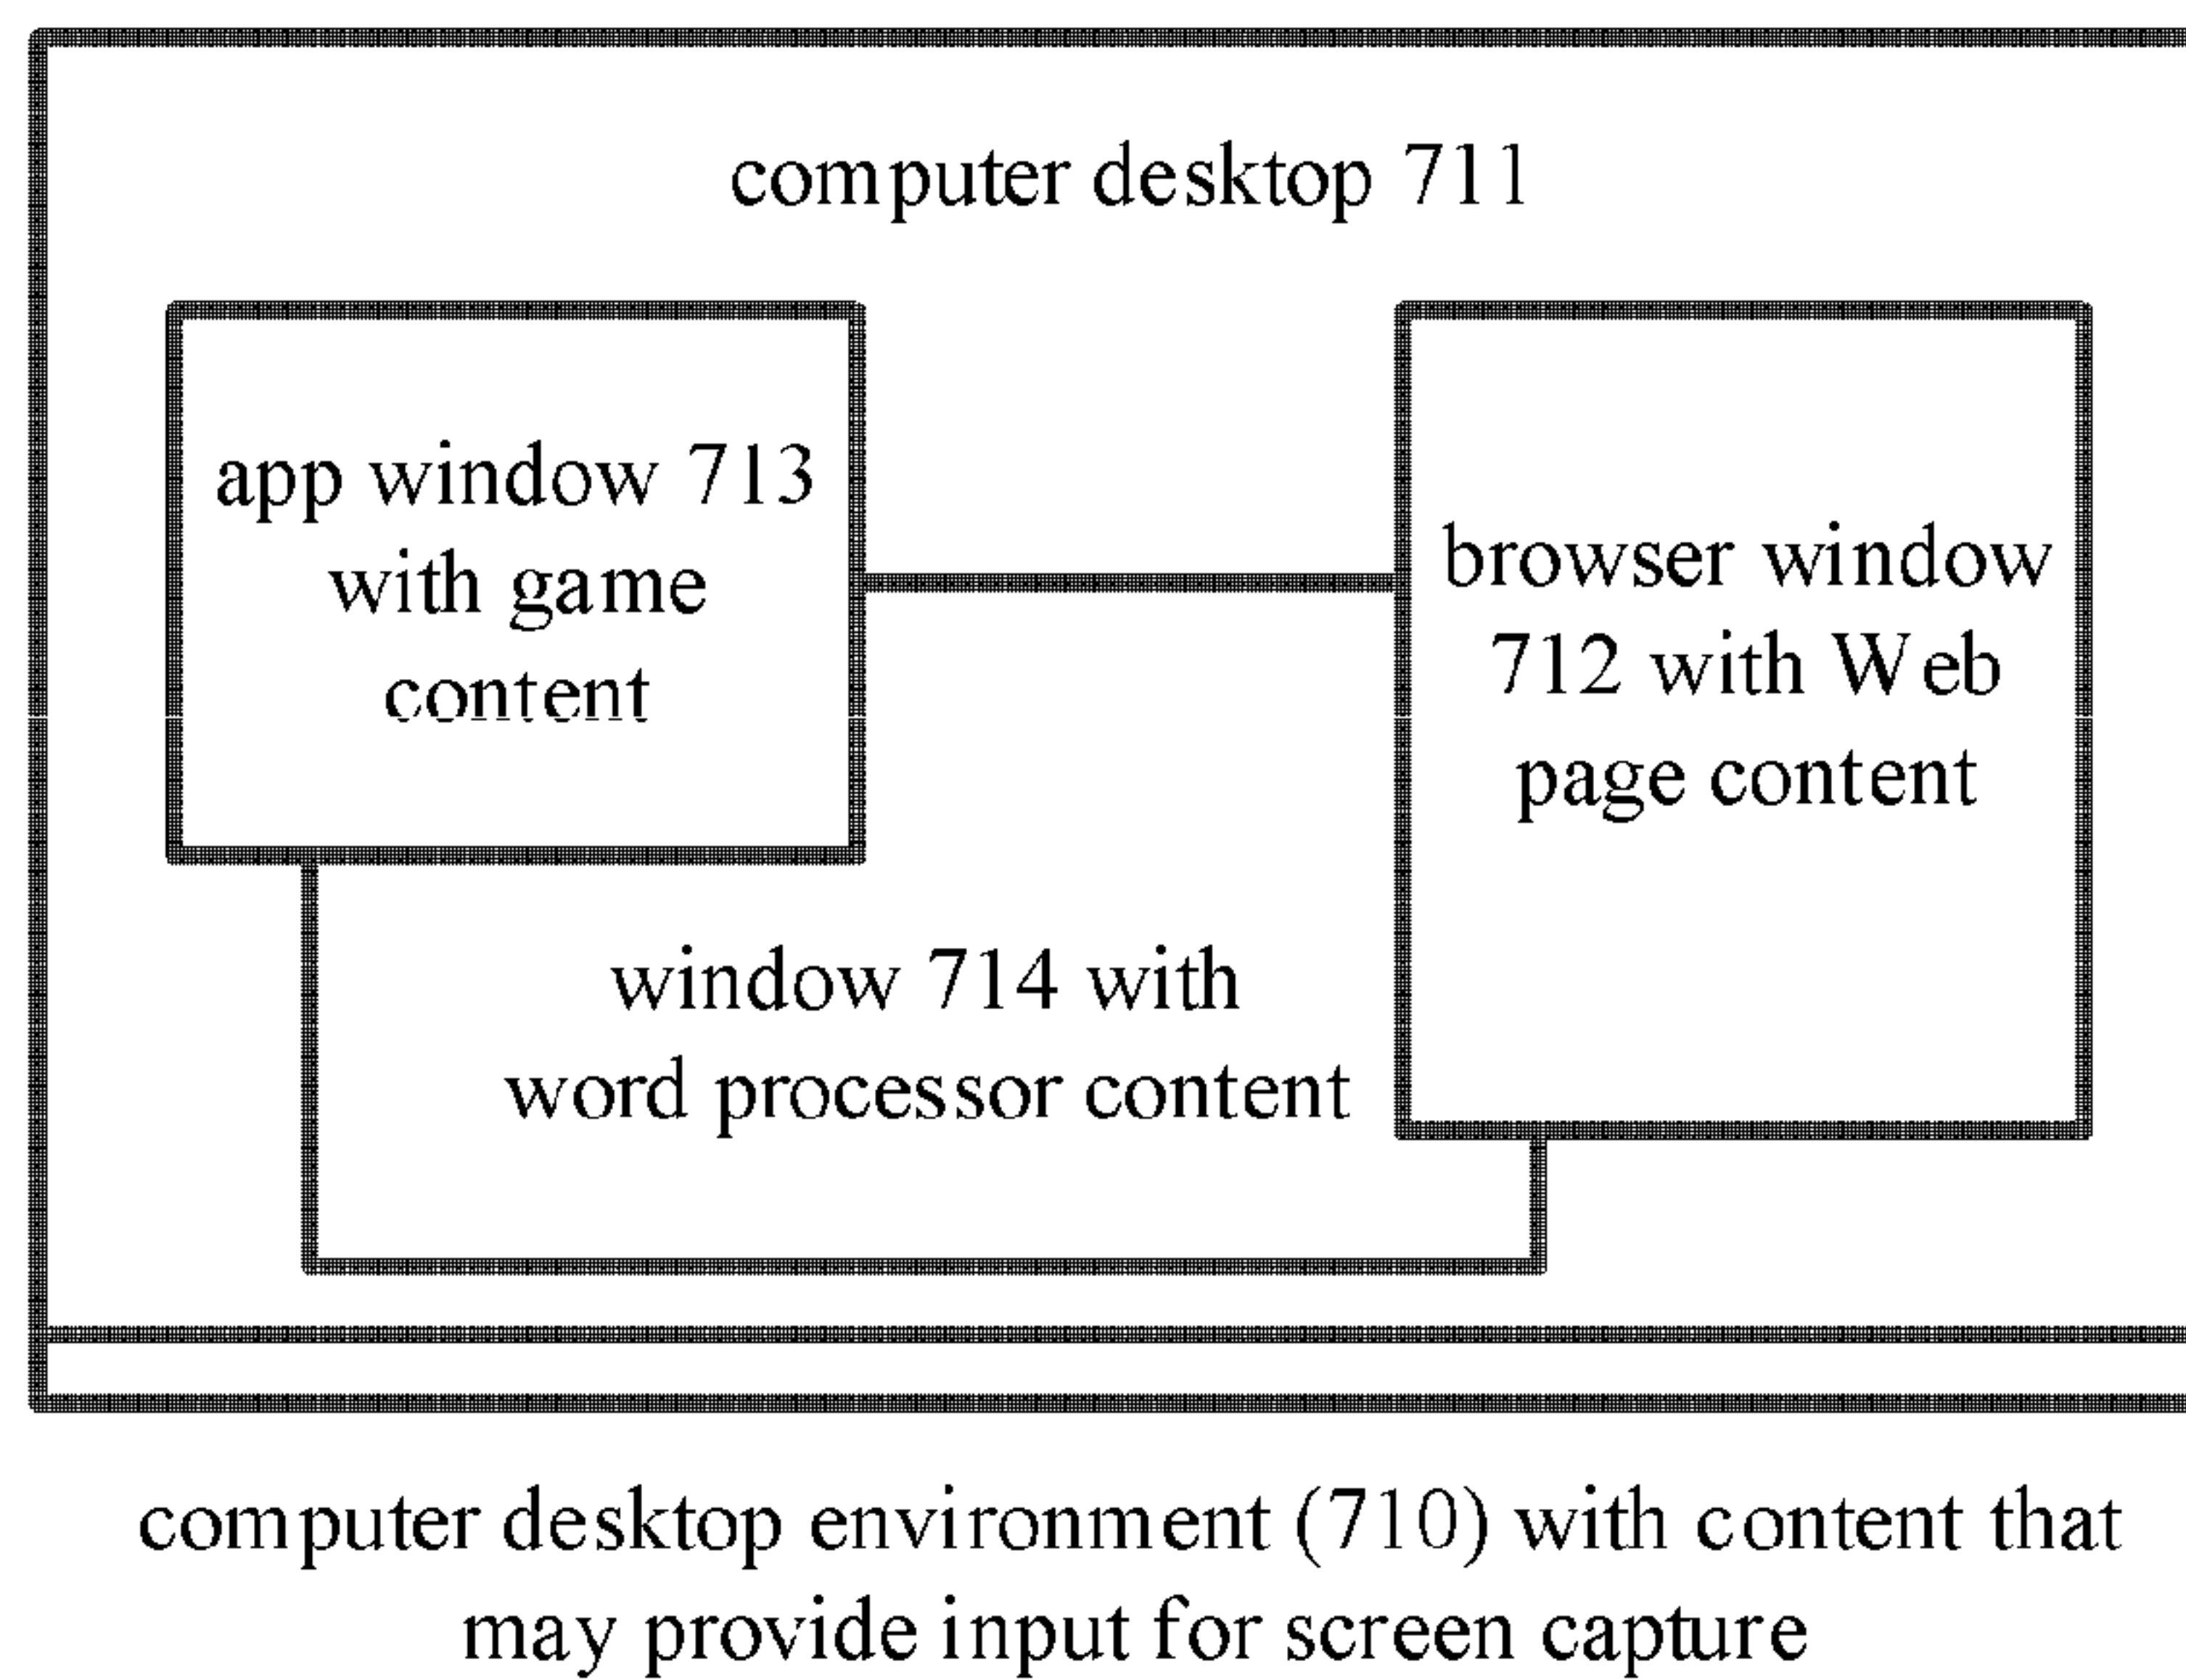 computer desktop 711
app window 713
with game
content
browser window
712 with Web
page content
window 714 with
word processor content
computer desktop environment (710) with content that
may provide input for screen capture